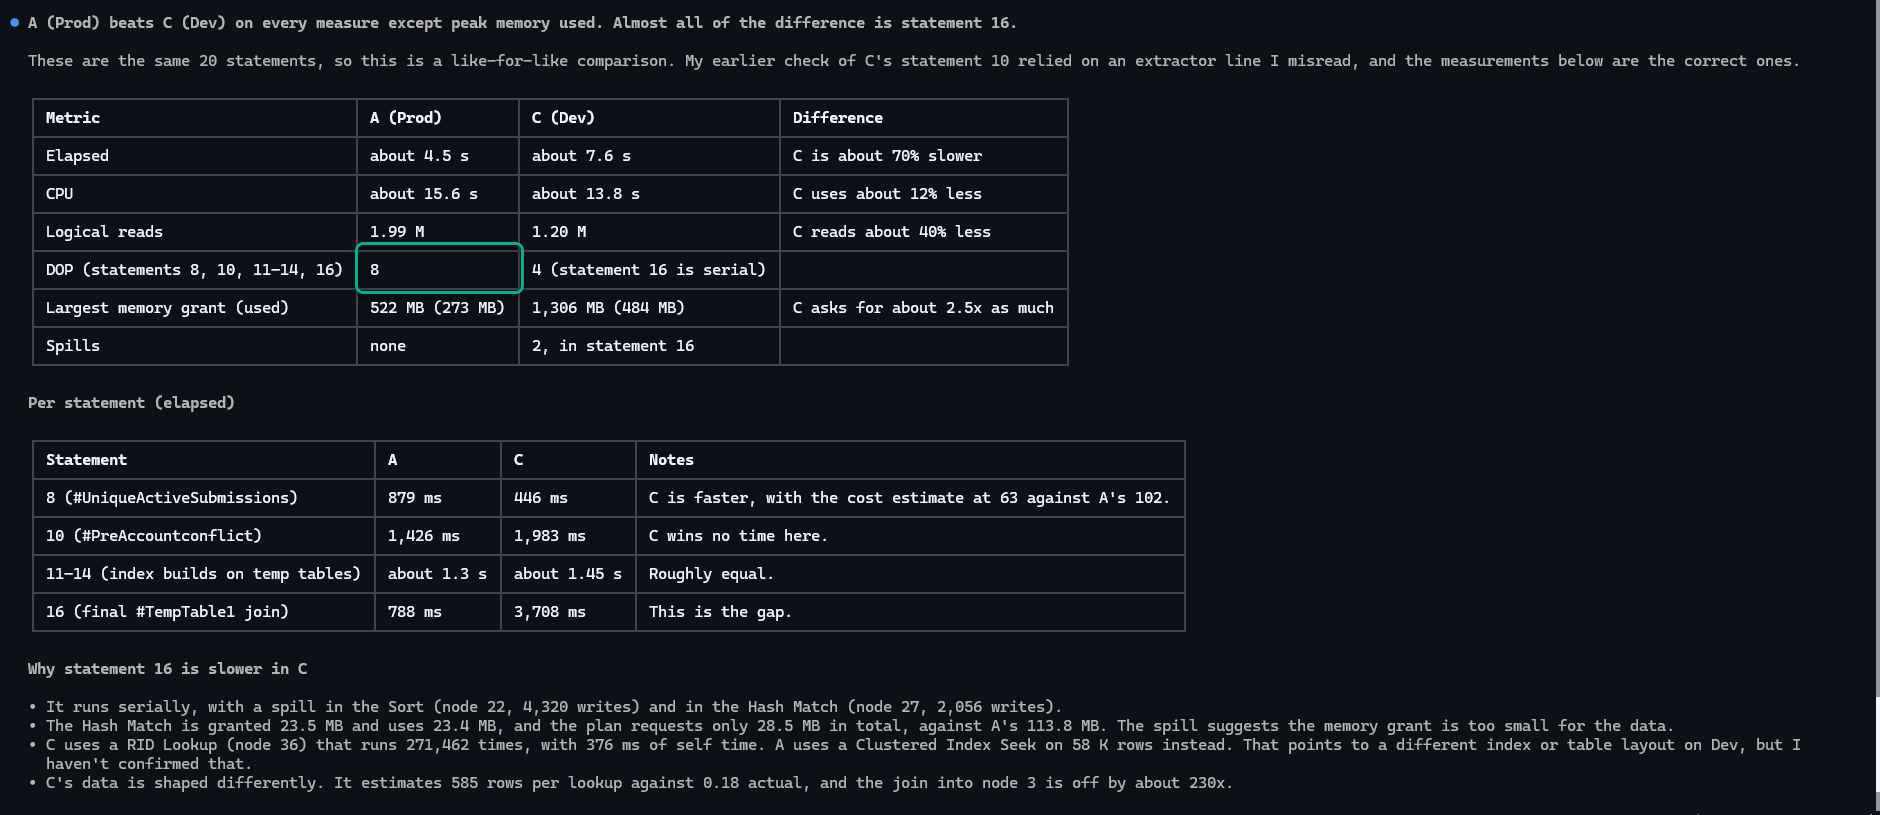 A (Prod) beats C (Dev) on every measure except peak memory used. Almost all of the difference is statement 16.
These are the same 20 statements, so this is a like-for-like comparison. My earlier check of C's statement 10 relied on an extractor line I misread, and the measurements below are the correct ones.
Metric A (Prod) C (Dev) Difference
Elapsed about 4.5 s about 7.6 s C is about 70% slower
CPU about 15.6 s about 13.8 s C uses about 12% less
Logical reads 1.99 M 1.20 M C reads about 40% less
DOP (statements 8, 10, 11-14, 16) 8 4 (statement 16 is serial)
Largest memory grant (used) 522 MB (273 MB) 1,306 MB (484 MB) C asks for about 2.5x as much
Spills none 2, in statement 16
Per statement (elapsed)
Statement A C Notes
8 (#UniqueActiveSubmissions) 879 ms 446 ms C is faster, with the cost estimate at 63 against A's 102.
10 (#PreAccountconflict) 1,426 ms 1,983 ms C wins no time here.
11-14 (index builds on temp tables) about 1.3 s about 1.45 s Roughly equal.
16 (final #TempTable1 join) 788 ms 3,708 ms This is the gap.
Why statement 16 is slower in C
• It runs serially, with a spill in the Sort (node 22, 4,320 writes) and in the Hash Match (node 27, 2,056 writes).
• The Hash Match is granted 23.5 MB and uses 23.4 MB, and the plan requests only 28.5 MB in total, against A's 113.8 MB. The spill suggests the memory grant is too small for the data.
• C uses a RID Lookup (node 36) that runs 271,462 times, with 376 ms of self time. A uses a Clustered Index Seek on 58 K rows instead. That points to a different index or table layout on Dev, but I
haven't confirmed that.
• C's data is shaped differently. It estimates 585 rows per lookup against 0.18 actual, and the join into node 3 is off by about 230x.